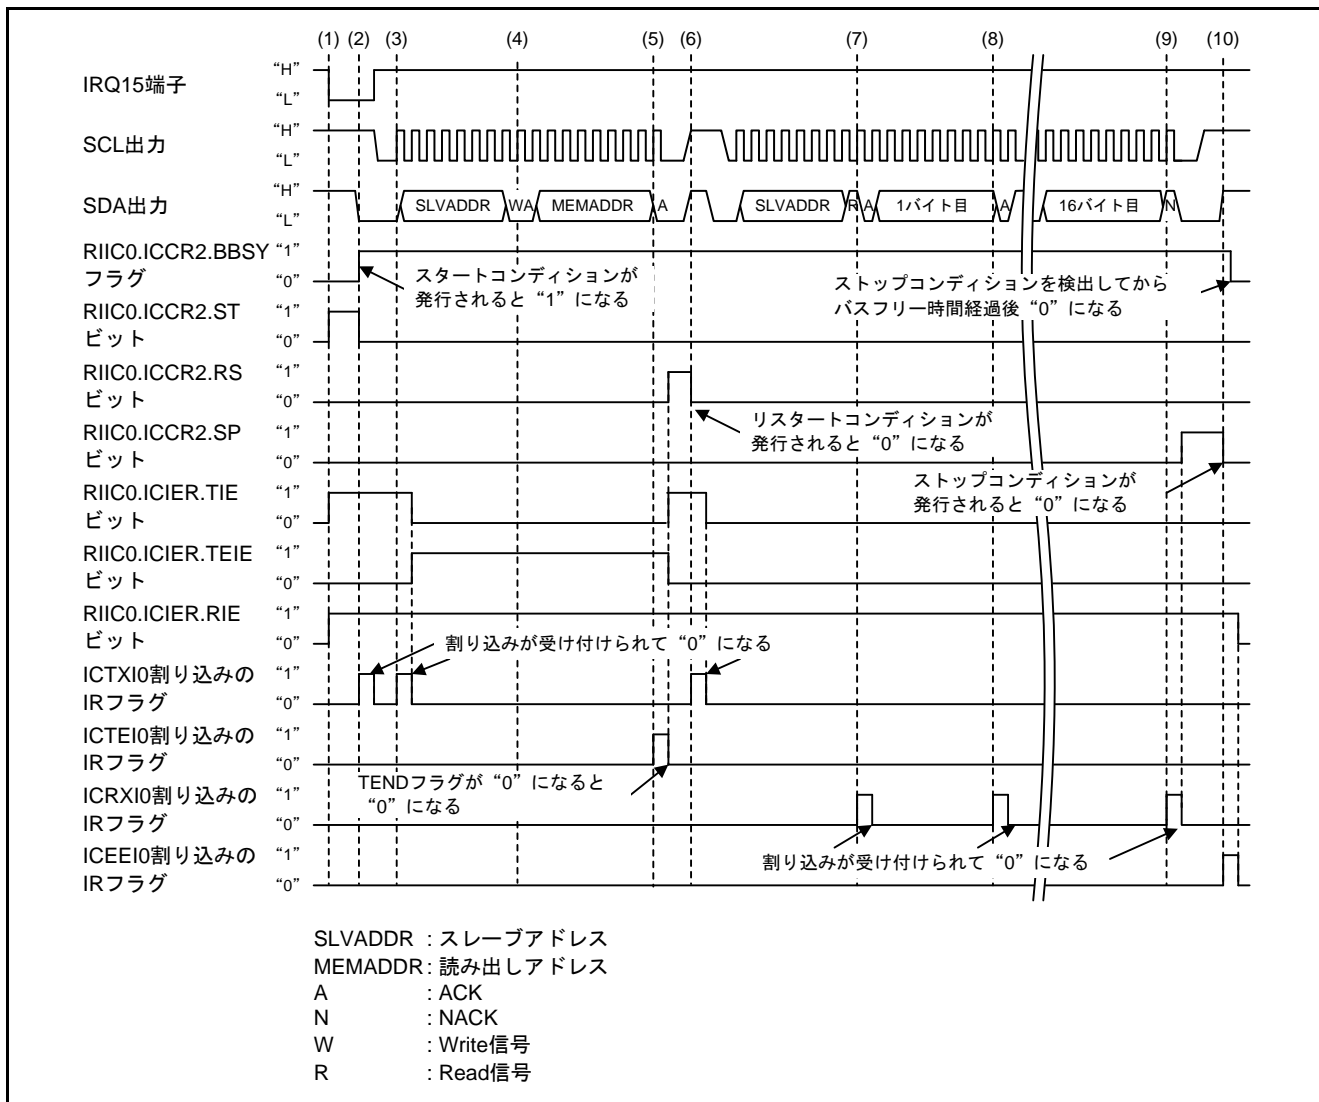 (1) (2) (3) (4) (5) (6) (7) (8) (9) (10)
IRQ15端子 “H” “L”
SCL出力 “H” “L”
SDA出力 “H” “L” SLVADDR W A MEMADDR A SLVADDR R A 1バイト目 A 16バイト目 N
RIIC0.ICCR2.BBSY “1”
フラグ “0”
スタートコンディションが
発行されると“1”になる
ストップコンディションを検出してから
バスフリー時間経過後“0”になる
RIIC0.ICCR2.ST “1”
ビット “0”
RIIC0.ICCR2.RS “1”
ビット “0”
リスタートコンディションが
発行されると“0”になる
RIIC0.ICCR2.SP “1”
ビット “0”
ストップコンディションが
発行されると“0”になる
RIIC0.ICIER.TIE “1”
ビット “0”
RIIC0.ICIER.TEIE “1”
ビット “0”
RIIC0.ICIER.RIE “1”
ビット “0”
割り込みが受け付けられて“0”になる
ICTXI0割り込みの “1”
IRフラグ “0”
ICTEI0割り込みの “1”
IRフラグ “0”
TENDフラグが“0”になると
“0”になる
ICRXI0割り込みの “1”
IRフラグ “0”
割り込みが受け付けられて“0”になる
ICEEI0割り込みの “1”
IRフラグ “0”
SLVADDR : スレーブアドレス
MEMADDR : 読み出しアドレス
A : ACK
N : NACK
W : Write信号
R : Read信号